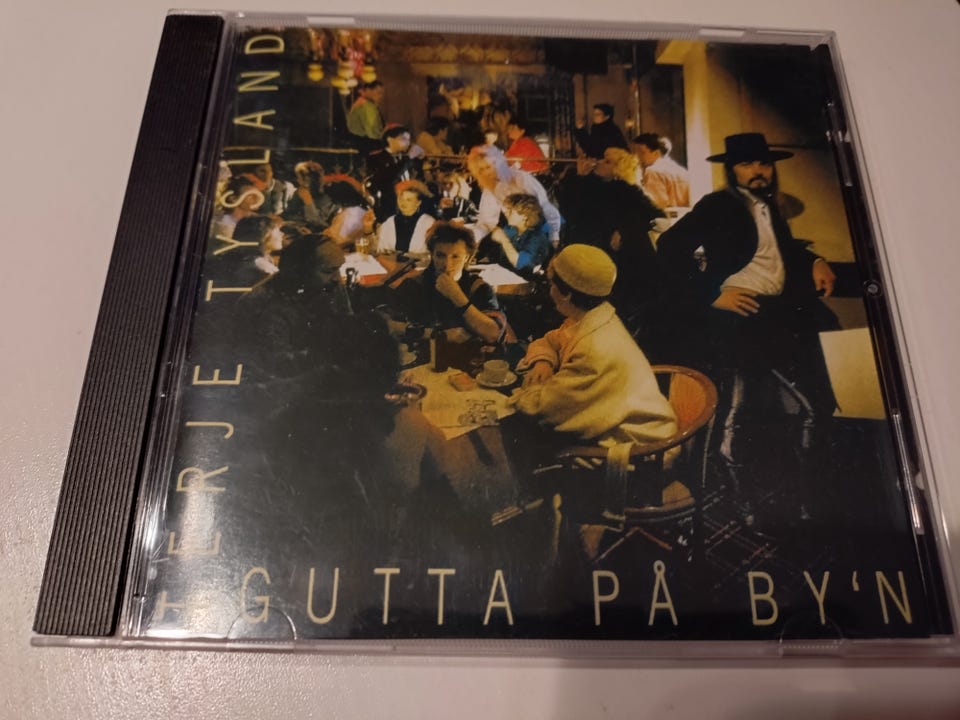 TERJE TYSLAND
GUTTA PÅ BY'N